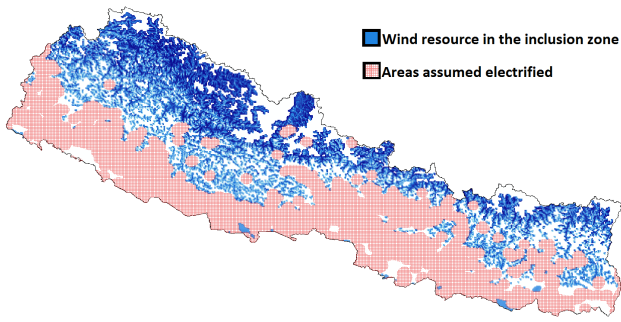 Wind resource in the inclusion zone
Areas assumed electrified